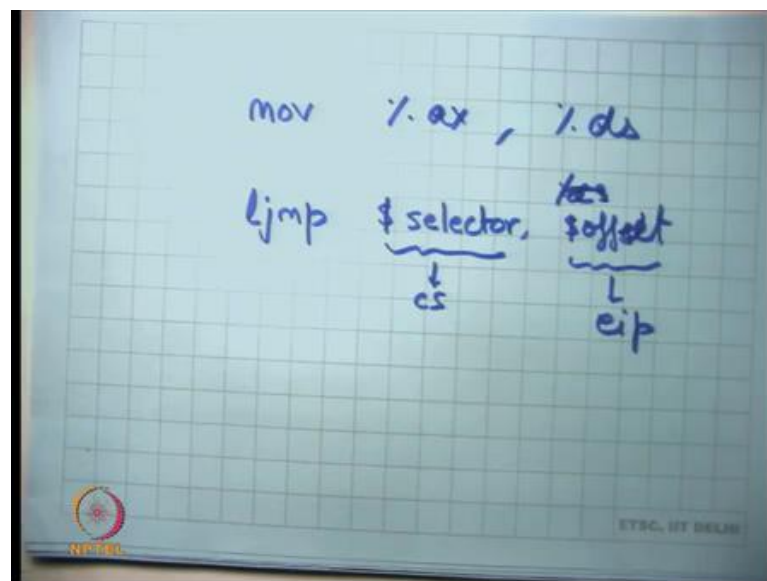 mov %ax, %ds
ljmp $selector, $offset
cs eip
NPTEL
ETSC, IIT DELHI